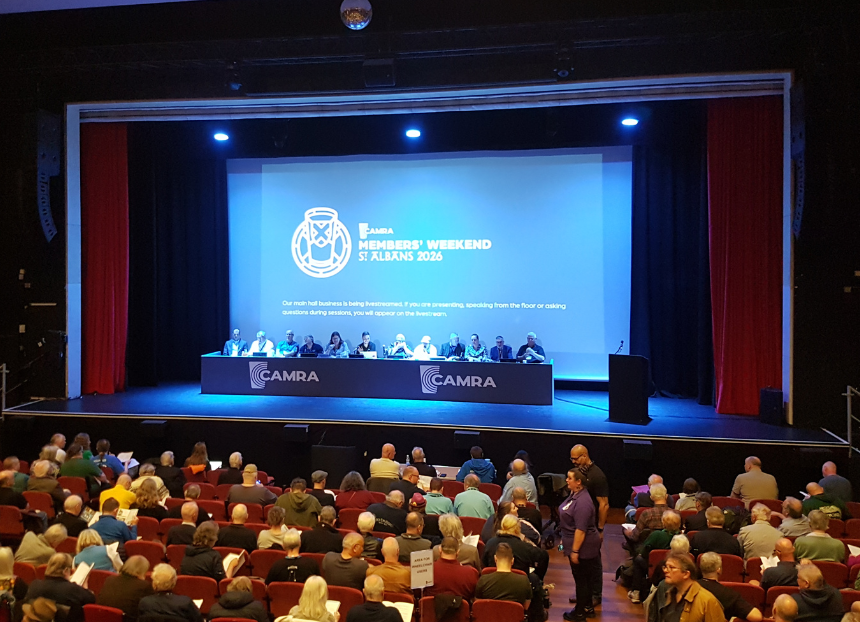 CAMRA
MEMBERS' WEEKEND
ST ALBANS 2026
Our main hall business is being livestreamed. If you are presenting, speaking from the floor or asking
questions during sessions, you will appear on the livestream.
CAMRA
CAMRA